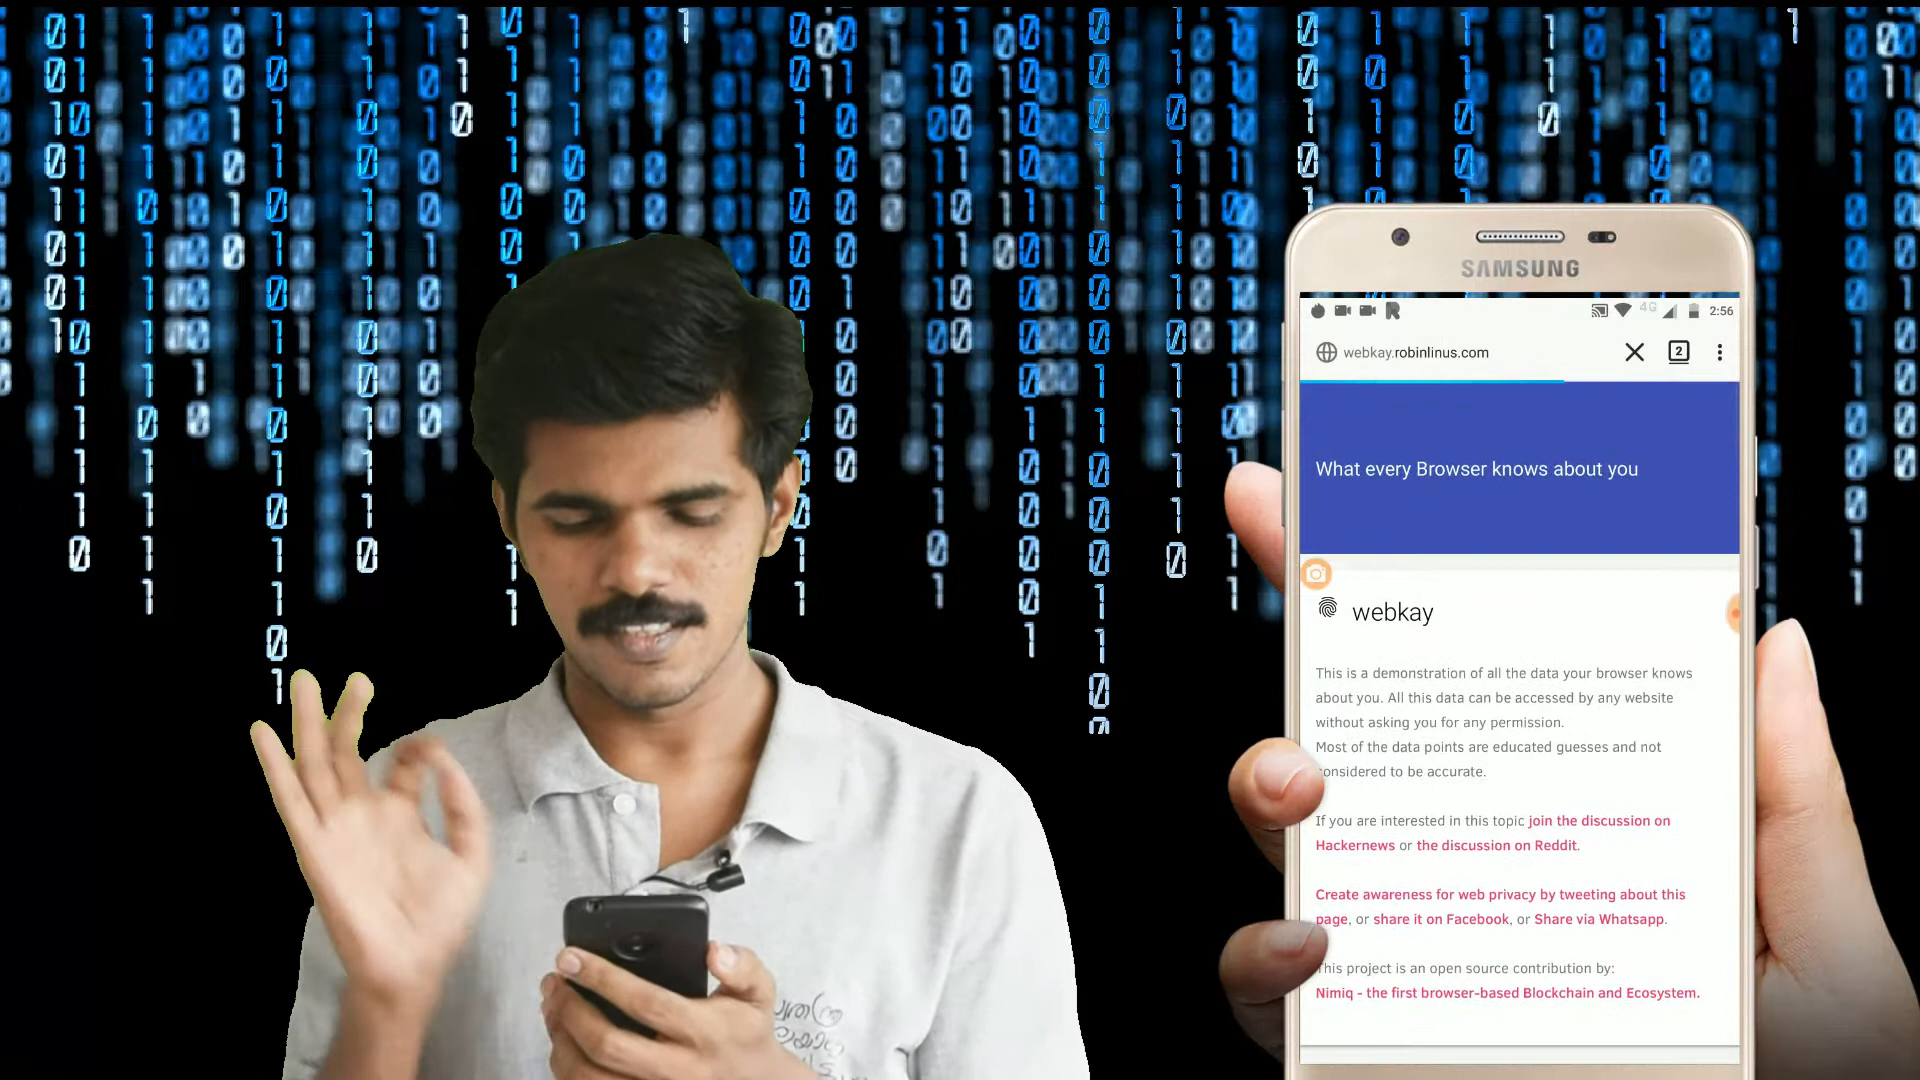 SAMSUNG
4G
2:56
webkay.robinlinus.com
2
What every Browser knows about you
webkay
This is a demonstration of all the data your browser knows
about you. All this data can be accessed by any website
without asking you for any permission.
Most of the data points are educated guesses and not
considered to be accurate.
If you are interested in this topic join the discussion on
Hackernews or the discussion on Reddit.
Create awareness for web privacy by tweeting about this
page, or share it on Facebook, or Share via Whatsapp.
This project is an open source contribution by:
Nimiq - the first browser-based Blockchain and Ecosystem.